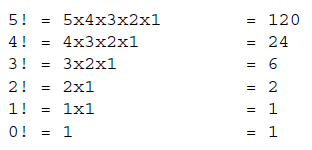 5! = 5x4x3x2x1 = 120
4! = 4x3x2x1 = 24
3! = 3x2x1 = 6
2! = 2x1 = 2
1! = 1x1 = 1
0! = 1 = 1